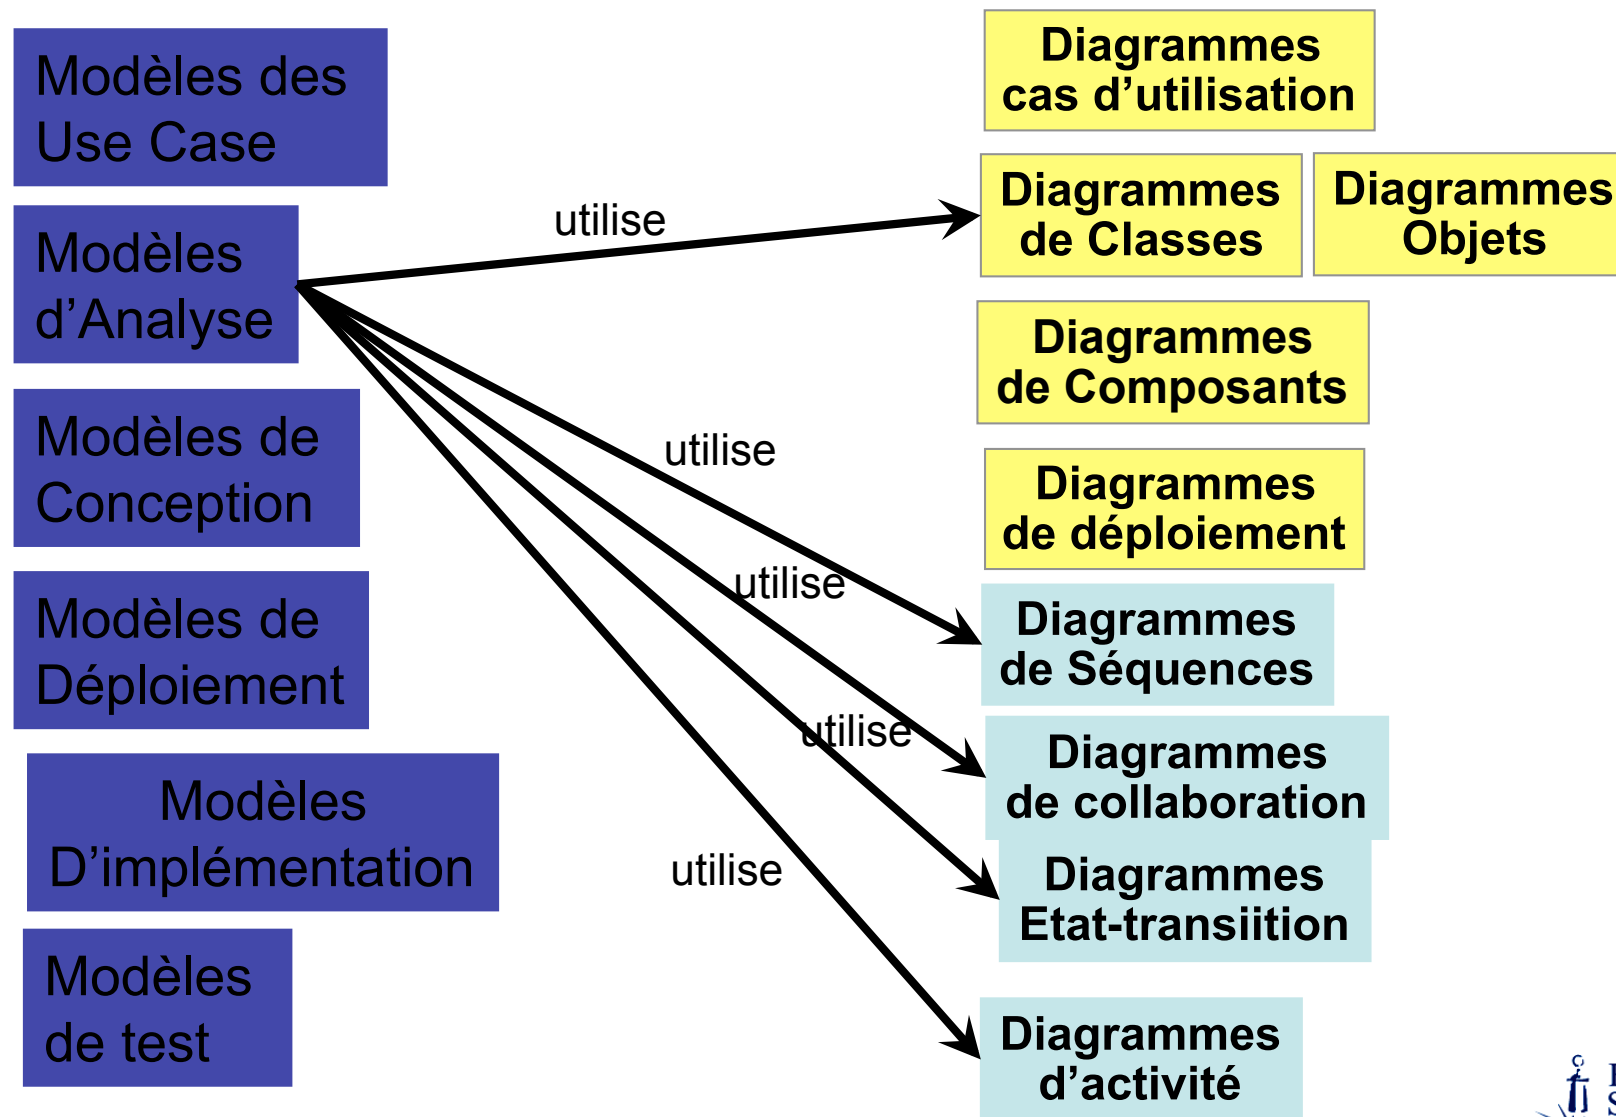 Modèles des
Use Case
Modèles
d’Analyse
Modèles de
Conception
Modèles de
Déploiement
Modèles
D’implémentation
Modèles
de test
utilise
utilise
utilise
utilise
utilise
Diagrammes
cas d’utilisation
Diagrammes
de Classes
Diagrammes
Objets
Diagrammes
de Composants
Diagrammes
de déploiement
Diagrammes
de Séquences
Diagrammes
de collaboration
Diagrammes
Etat-transiition
Diagrammes
d’activité